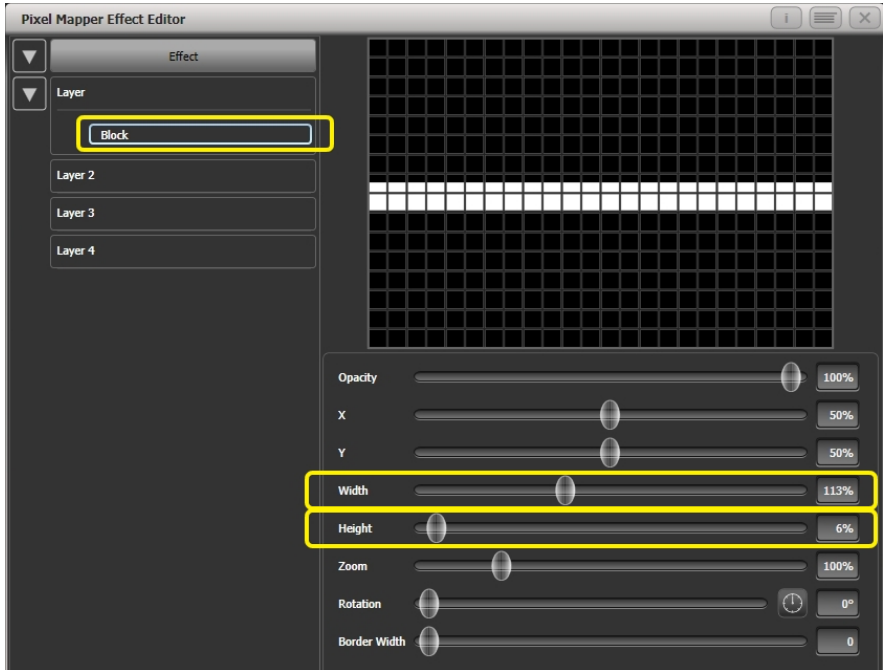 Pixel Mapper Effect Editor
i
Effect
Layer
Block
Layer 2
Layer 3
Layer 4
Opacity 100%
X 50%
Y 50%
Width 113%
Height 6%
Zoom 100%
Rotation 0°
Border Width 0